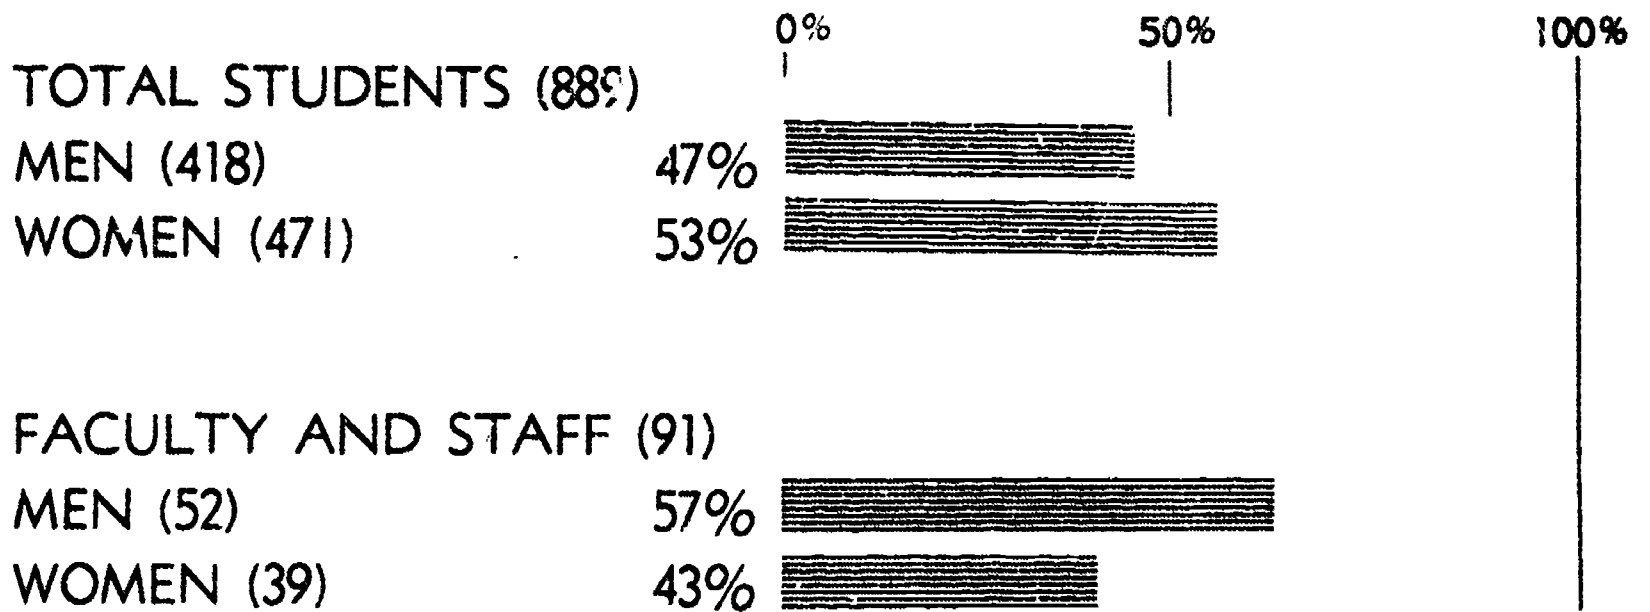 0% 50% 100%
TOTAL STUDENTS (889)
MEN (418) 47%
WOMEN (471) 53%
FACULTY AND STAFF (91)
MEN (52) 57%
WOMEN (39) 43%